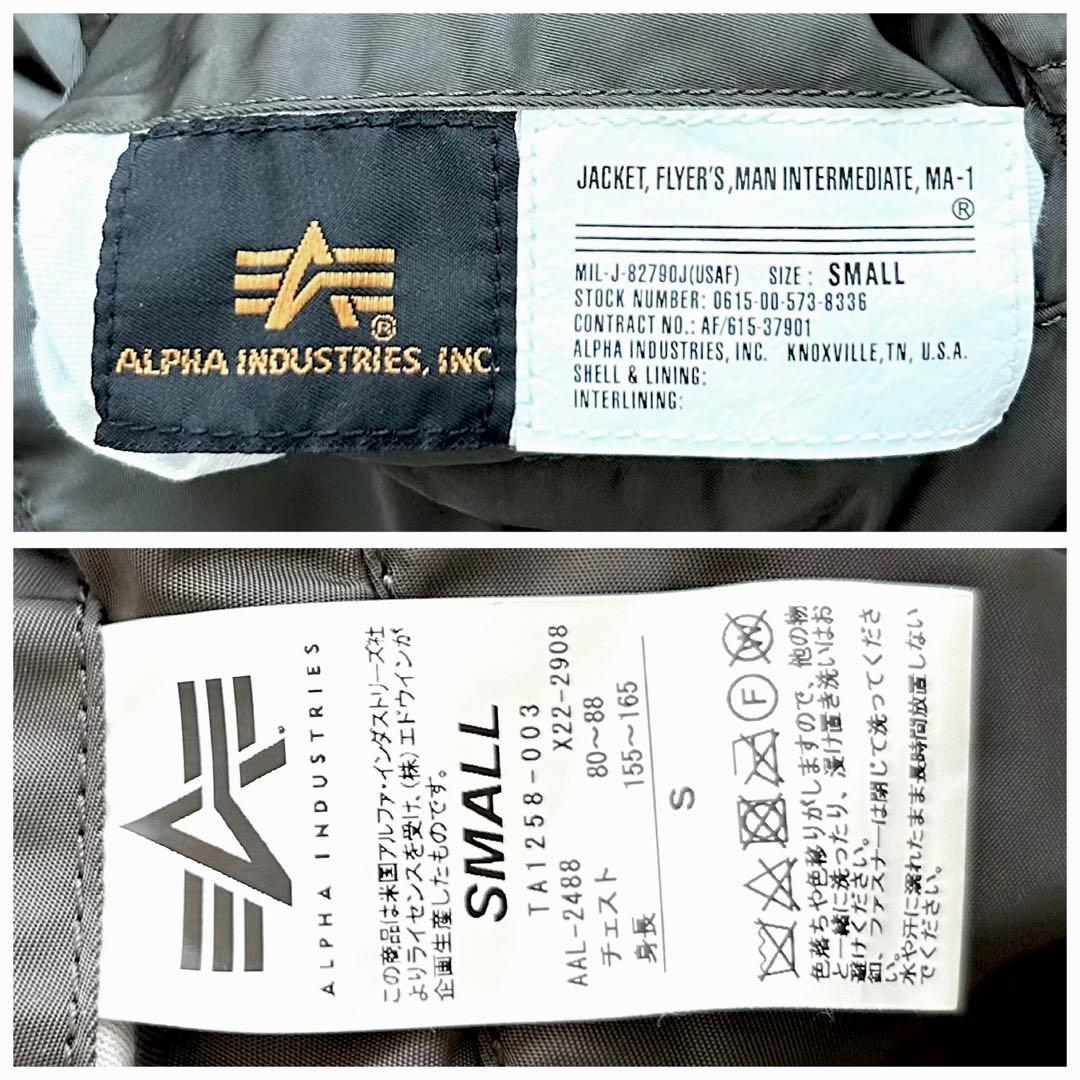 ALPHA INDUSTRIES, INC.
JACKET, FLYER'S, MAN INTERMEDIATE, MA-1
MIL-J-82790J(USAF) SIZE: SMALL
STOCK NUMBER: 0615-00-573-8336
CONTRACT NO.: AF/615-37901
ALPHA INDUSTRIES, INC. KNOXVILLE, TN, U.S.A.
SHELL & LINING:
INTERLINING:
ALPHA INDUSTRIES
この商品は米国アルファ・インダストリーズ社
よりライセンスを受け、(株)エドウインが
企画生産したものです。
SMALL
TA1258-003
AAL-2488 X22-2908
チェスト 80～88
身長 155～165
S
F W
色落ちや色移りがしますので、他の物
と一緒に洗ったり、浸け置き洗いはお
避けください。
釦、ファスナーは閉じて洗ってくださ
い。
水や汗に濡れたまま長時間放置しない
でください。